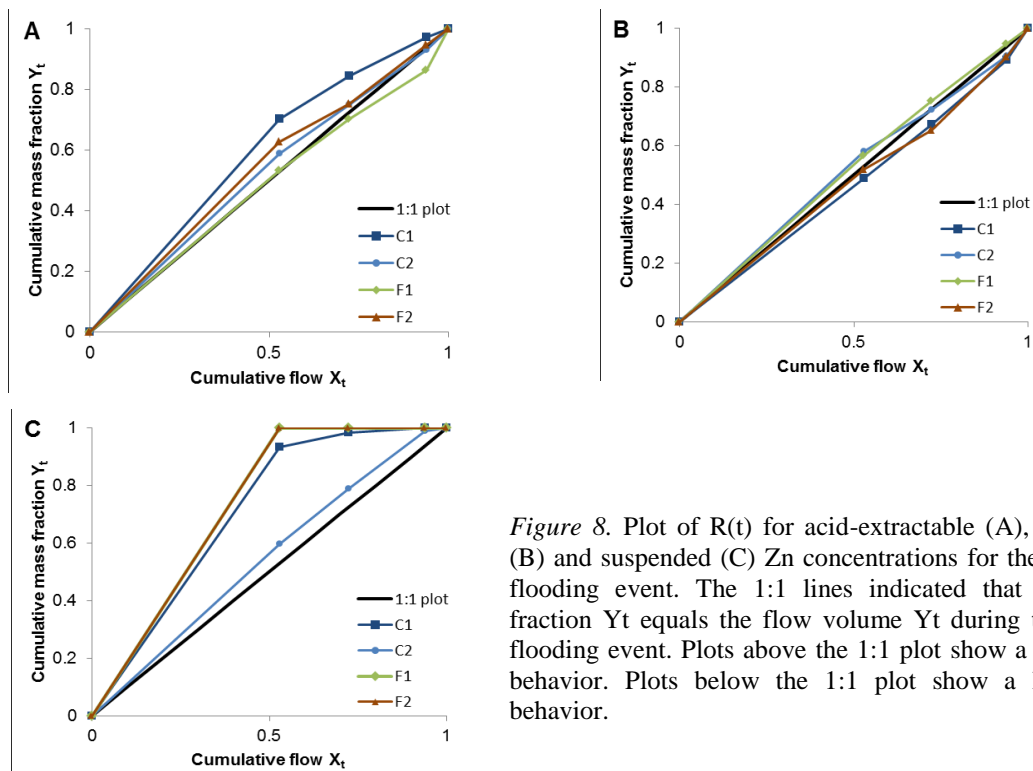 A
Cumulative mass fraction Yt
1
0.8
0.6
0.4
0.2
0
0
0.5
1
Cumulative flow Xt
1:1 plot
C1
C2
F1
F2
B
Cumulative mass fraction Yt
1
0.8
0.6
0.4
0.2
0
0
0.5
1
Cumulative flow Xt
1:1 plot
C1
C2
F1
F2
C
Cumulative mass fraction Yt
1
0.8
0.6
0.4
0.2
0
0
0.5
1
Cumulative flow Xt
1:1 plot
C1
C2
F1
F2
Figure 8. Plot of R(t) for acid-extractable (A),
(B) and suspended (C) Zn concentrations for the
flooding event. The 1:1 lines indicated that
fraction Yt equals the flow volume Yt during
flooding event. Plots above the 1:1 plot show a
behavior. Plots below the 1:1 plot show a
behavior.